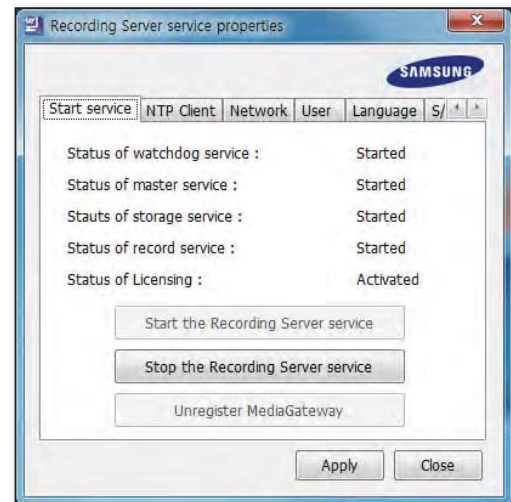 Recording Server service properties
SAMSUNG
Start service NTP Client Network User Language S/
Status of watchdog service : Started
Status of master service : Started
Stauts of storage service : Started
Status of record service : Started
Status of Licensing : Activated
Start the Recording Server service
Stop the Recording Server service
Unregister MediaGateway
Apply Close